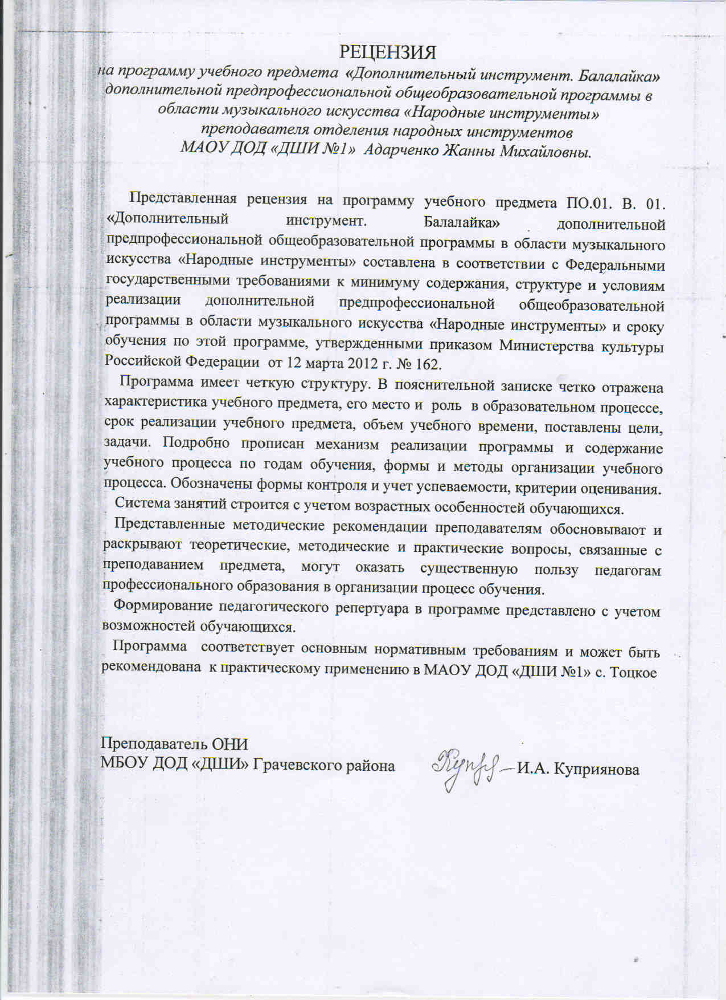 РЕЦЕНЗИЯ
на программу учебного предмета «Дополнительный инструмент. Балалайка»
дополнительной предпрофессиональной общеобразовательной программы в
области музыкального искусства «Народные инструменты»
преподавателя отделения народных инструментов
МАОУ ДОД «ДШИ №1» Адарченко Жанны Михайловны.
Представленная рецензия на программу учебного предмета ПО.01. В. 01.
«Дополнительный инструмент. Балалайка» дополнительной
предпрофессиональной общеобразовательной программы в области музыкального
искусства «Народные инструменты» составлена в соответствии с Федеральными
государственными требованиями к минимуму содержания, структуре и условиям
реализации дополнительной предпрофессиональной общеобразовательной
программы в области музыкального искусства «Народные инструменты» и сроку
обучения по этой программе, утвержденными приказом Министерства культуры
Российской Федерации от 12 марта 2012 г. № 162.
Программа имеет четкую структуру. В пояснительной записке четко отражена
характеристика учебного предмета, его место и роль в образовательном процессе,
срок реализации учебного предмета, объем учебного времени, поставлены цели,
задачи. Подробно прописан механизм реализации программы и содержание
учебного процесса по годам обучения, формы и методы организации учебного
процесса. Обозначены формы контроля и учет успеваемости, критерии оценивания.
Система занятий строится с учетом возрастных особенностей обучающихся.
Представленные методические рекомендации преподавателям обосновывают и
раскрывают теоретические, методические и практические вопросы, связанные с
преподаванием предмета, могут оказать существенную пользу педагогам
профессионального образования в организации процесс обучения.
Формирование педагогического репертуара в программе представлено с учетом
возможностей обучающихся.
Программа соответствует основным нормативным требованиям и может быть
рекомендована к практическому применению в МАОУ ДОД «ДШИ №1» с. Тоцкое
Преподаватель ОНИ
МБОУ ДОД «ДШИ» Грачевского района И.А. Куприянова